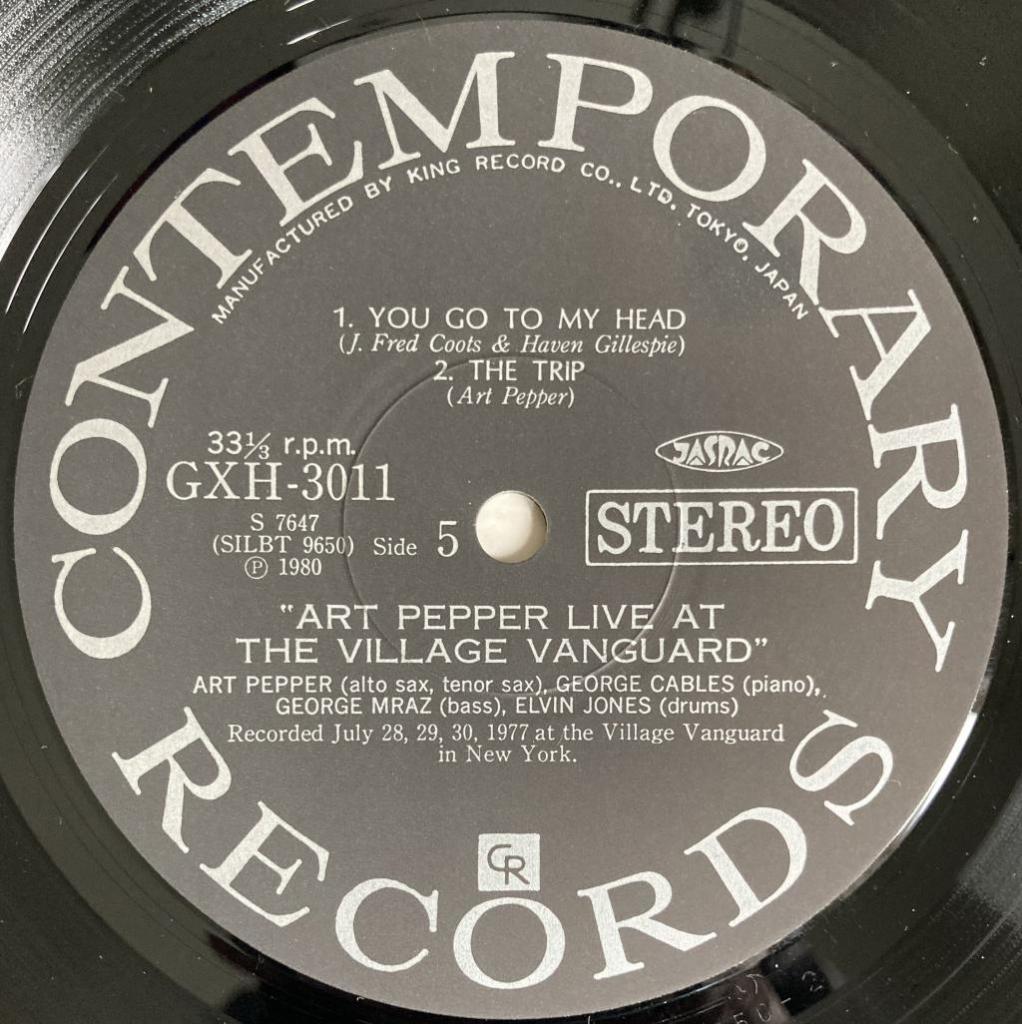 CONTEMPORARY
MANUFACTURED BY KING RECORD CO., LTD. TOKYO, JAPAN
1. YOU GO TO MY HEAD
(J. Fred Coots & Haven Gillespie)
2. THE TRIP
(Art Pepper)
33⅓ r.p.m.
GXH-3011
S 7647
(SILBT 9650) Side 5
Ⓟ 1980
JASRAC
STEREO
"ART PEPPER LIVE AT
THE VILLAGE VANGUARD"
ART PEPPER (alto sax, tenor sax), GEORGE CABLES (piano),
GEORGE MRAZ (bass), ELVIN JONES (drums)
Recorded July 28, 29, 30, 1977 at the Village Vanguard
in New York.
CR
RECORDS